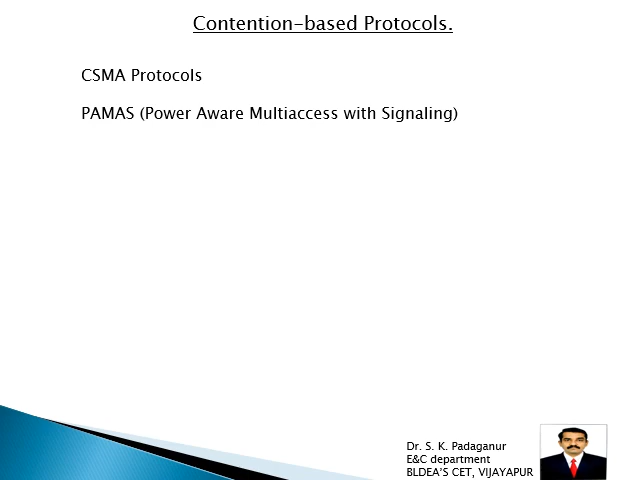 Contention-based Protocols.
CSMA Protocols
PAMAS (Power Aware Multiaccess with Signaling)
Dr. S. K. Padaganur
E&C department
BLDEA'S CET, VIJAYAPUR